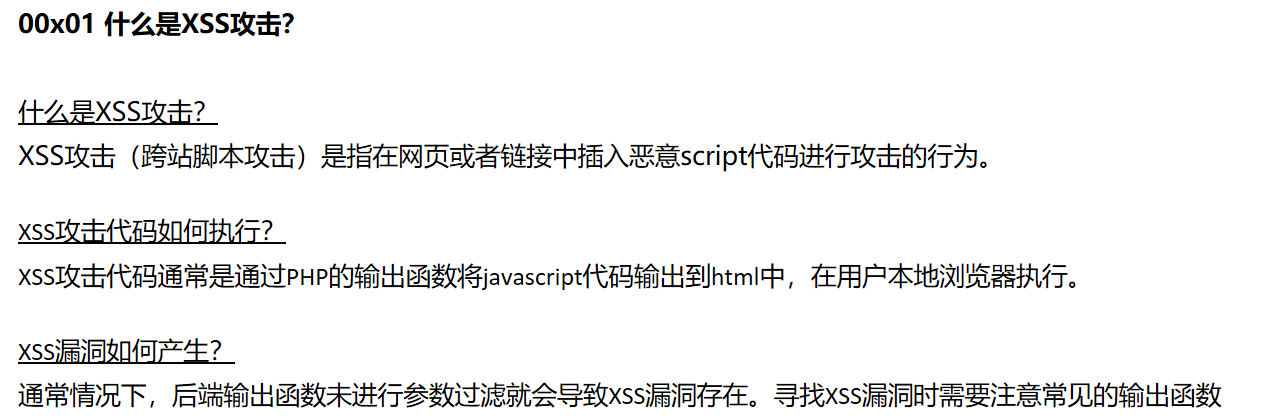 00x01 什么是XSS攻击?
什么是XSS攻击？
XSS攻击（跨站脚本攻击）是指在网页或者链接中插入恶意script代码进行攻击的行为。
XSS攻击代码如何执行？
XSS攻击代码通常是通过PHP的输出函数将javascript代码输出到html中，在用户本地浏览器执行。
XSS漏洞如何产生？
通常情况下，后端输出函数未进行参数过滤就会导致XSS漏洞存在。寻找XSS漏洞时需要注意常见的输出函数